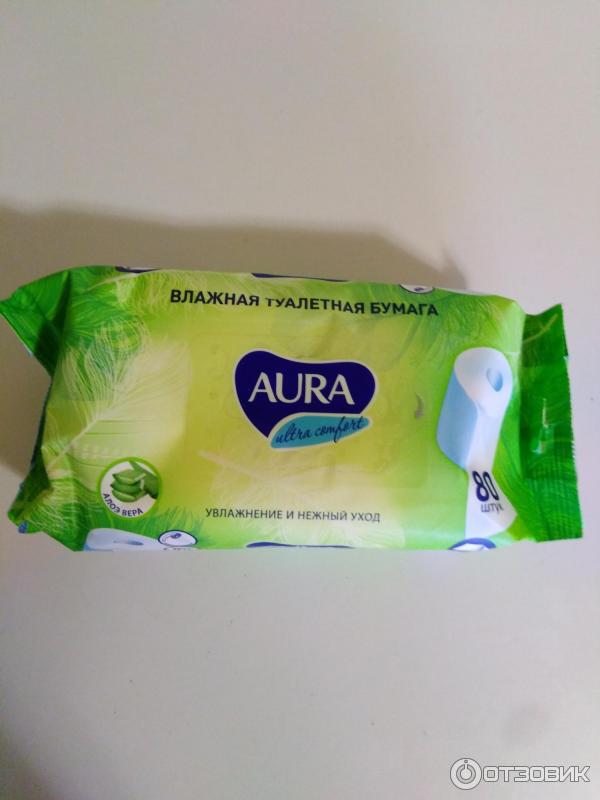 ВЛАЖНАЯ ТУАЛЕТНАЯ БУМАГА
AURA
ultra comfort
80
ШТУК
АЛОЭ ВЕРА
УВЛАЖНЕНИЕ И НЕЖНЫЙ УХОД
ОТЗОВИК